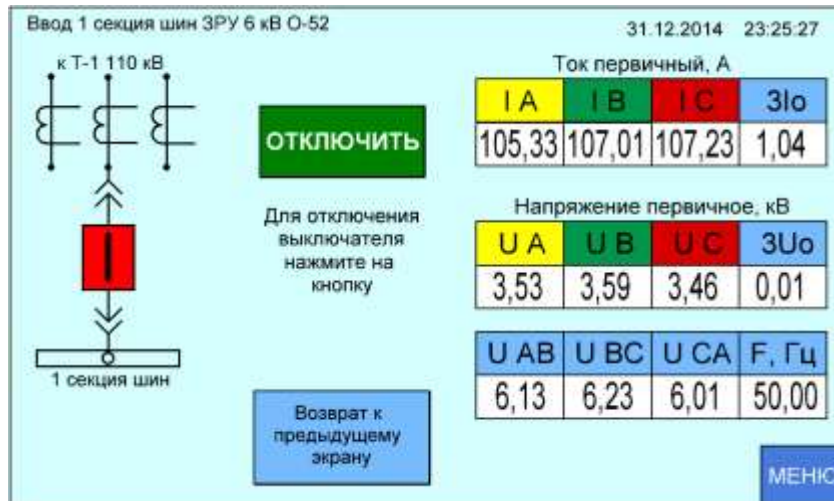 Ввод 1 секция шин ЗРУ 6 кВ О-52
31.12.2014 23:25:27
к Т-1 110 кВ
Ток первичный, А
I A I B I C 3Io
105,33 107,01 107,23 1,04
ОТКЛЮЧИТЬ
Для отключения
выключателя
нажмите на
кнопку
Напряжение первичное, кВ
U A U B U C 3Uo
3,53 3,59 3,46 0,01
U AB U BC U CA F, Гц
6,13 6,23 6,01 50,00
1 секция шин
Возврат к
предыдущему
экрану
МЕНЮ